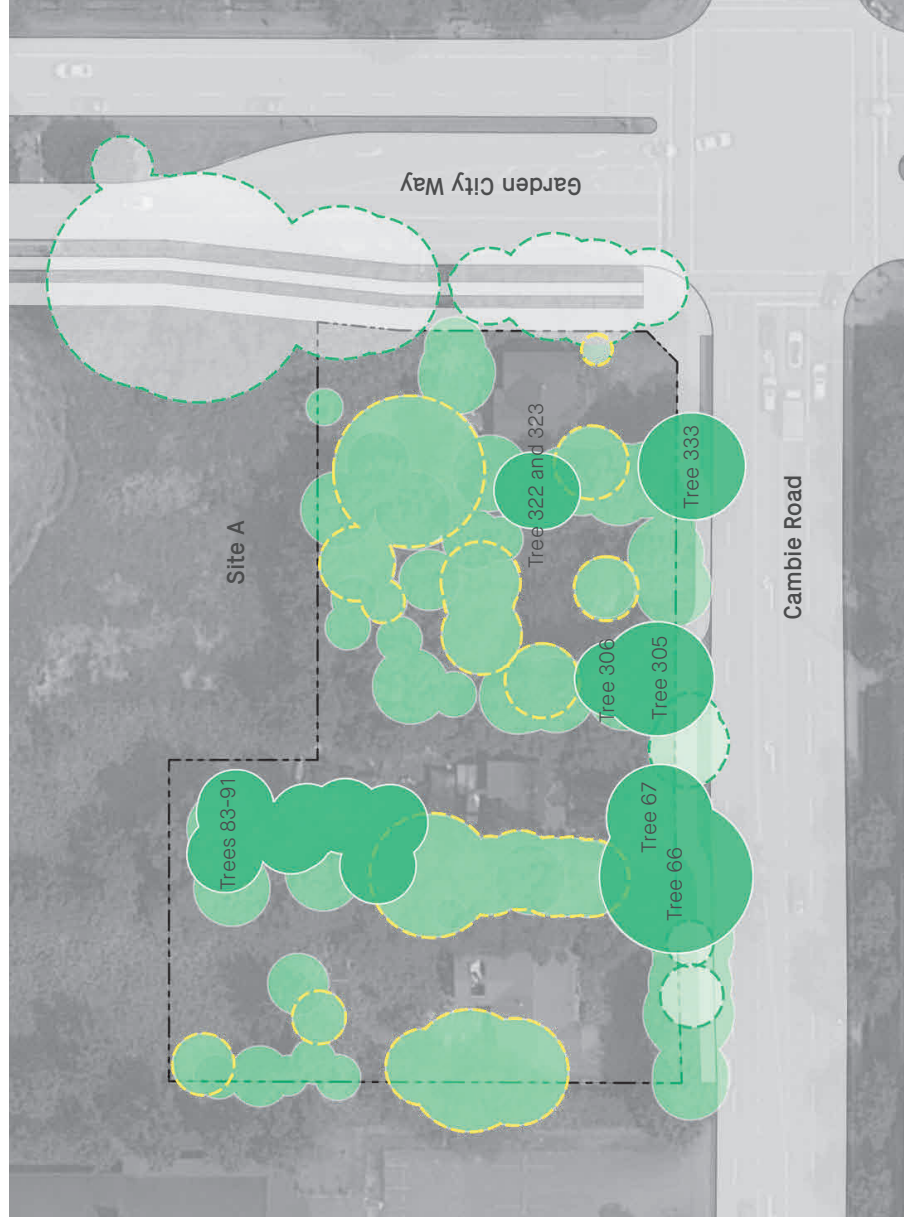 Garden City Way
Site A
Tree 322 and 323
Tree 333
Cambie Road
Tree 306
Tree 305
Trees 83-91
Tree 67
Tree 66